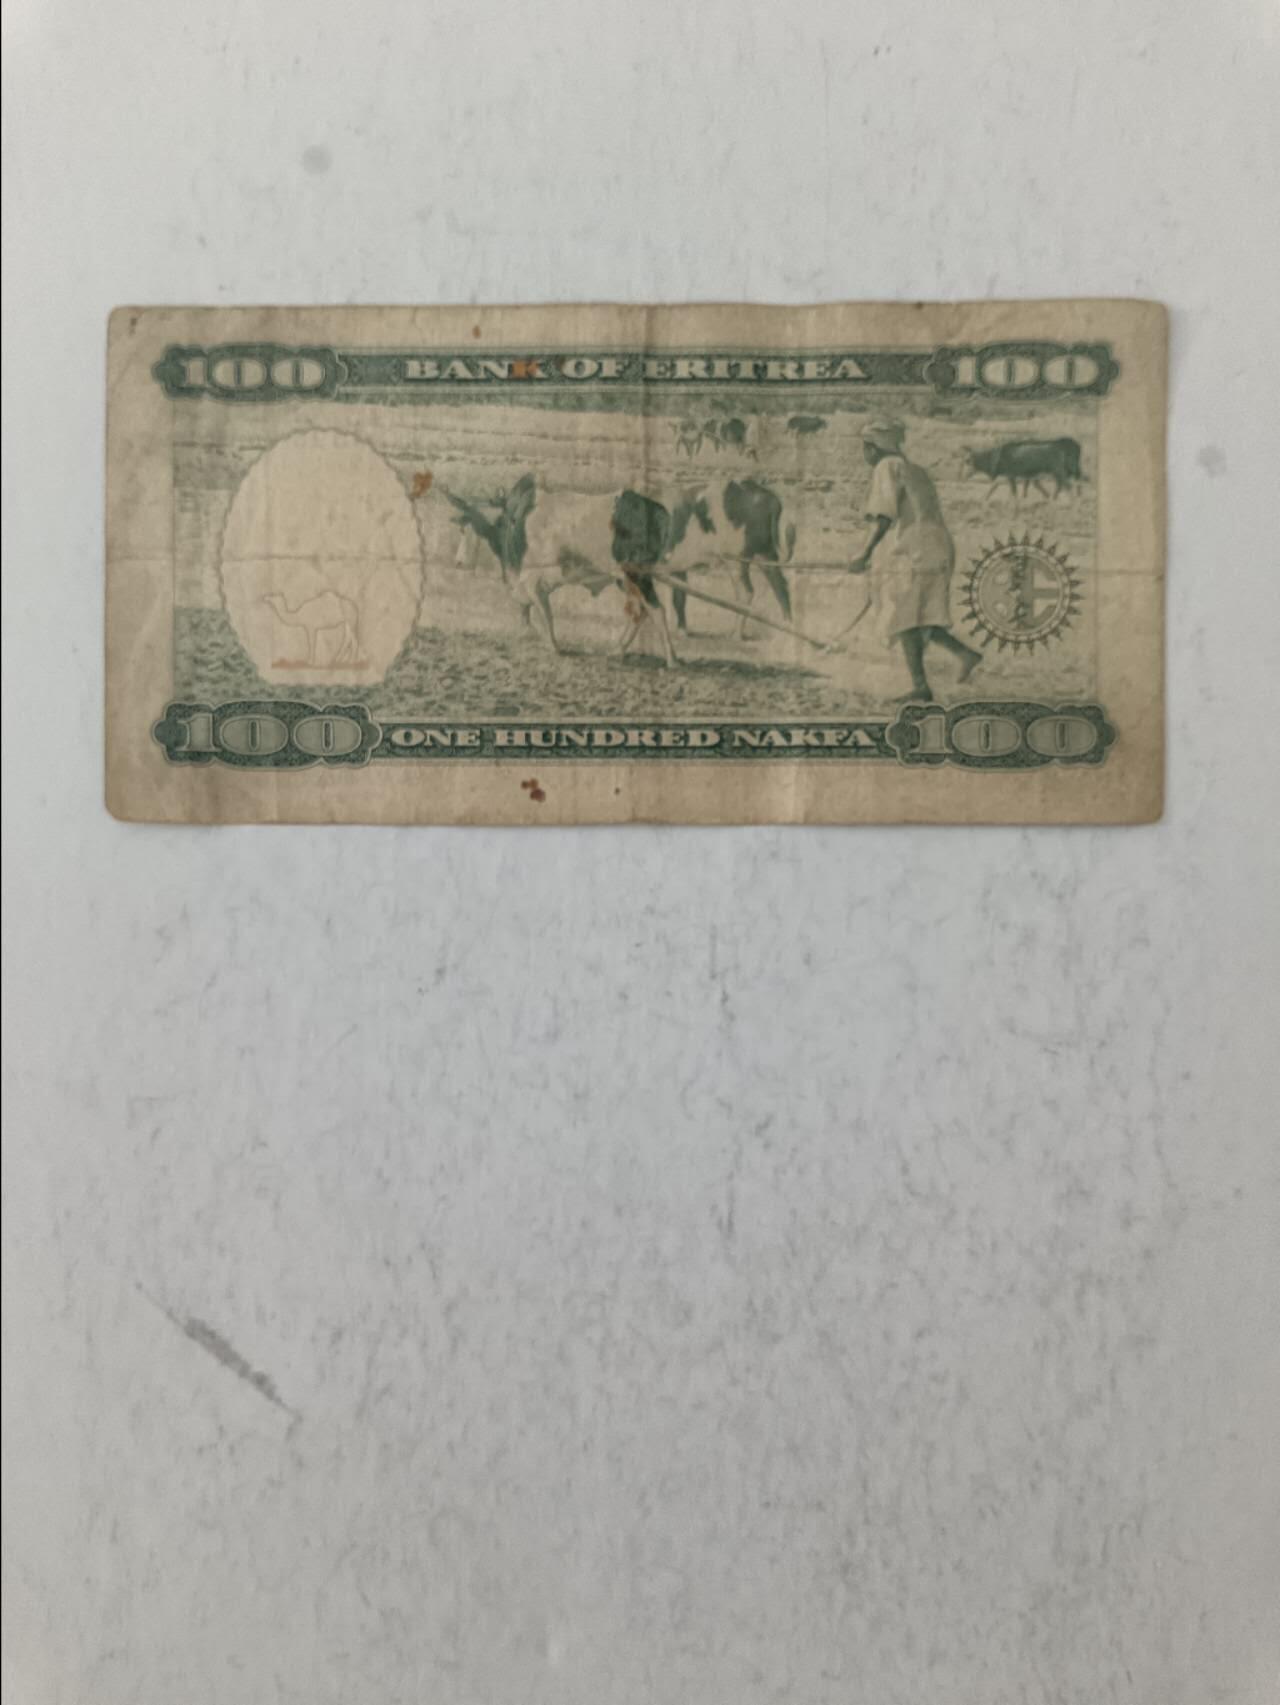 100 BANK OF ERITREA 100
100 ONE HUNDRED NAKFA 100